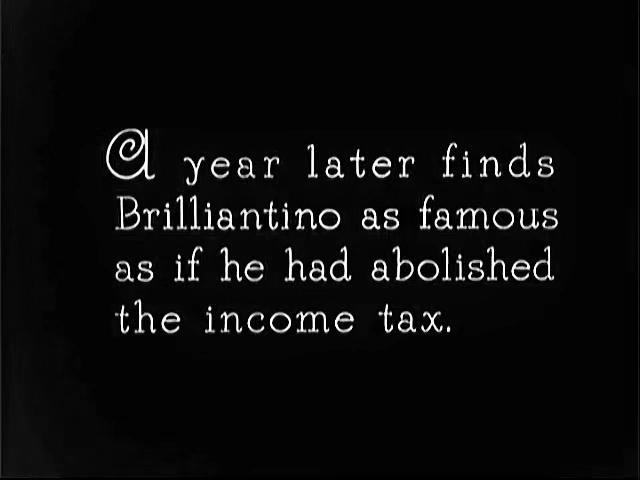 A year later finds
Brilliantino as famous
as if he had abolished
the income tax.